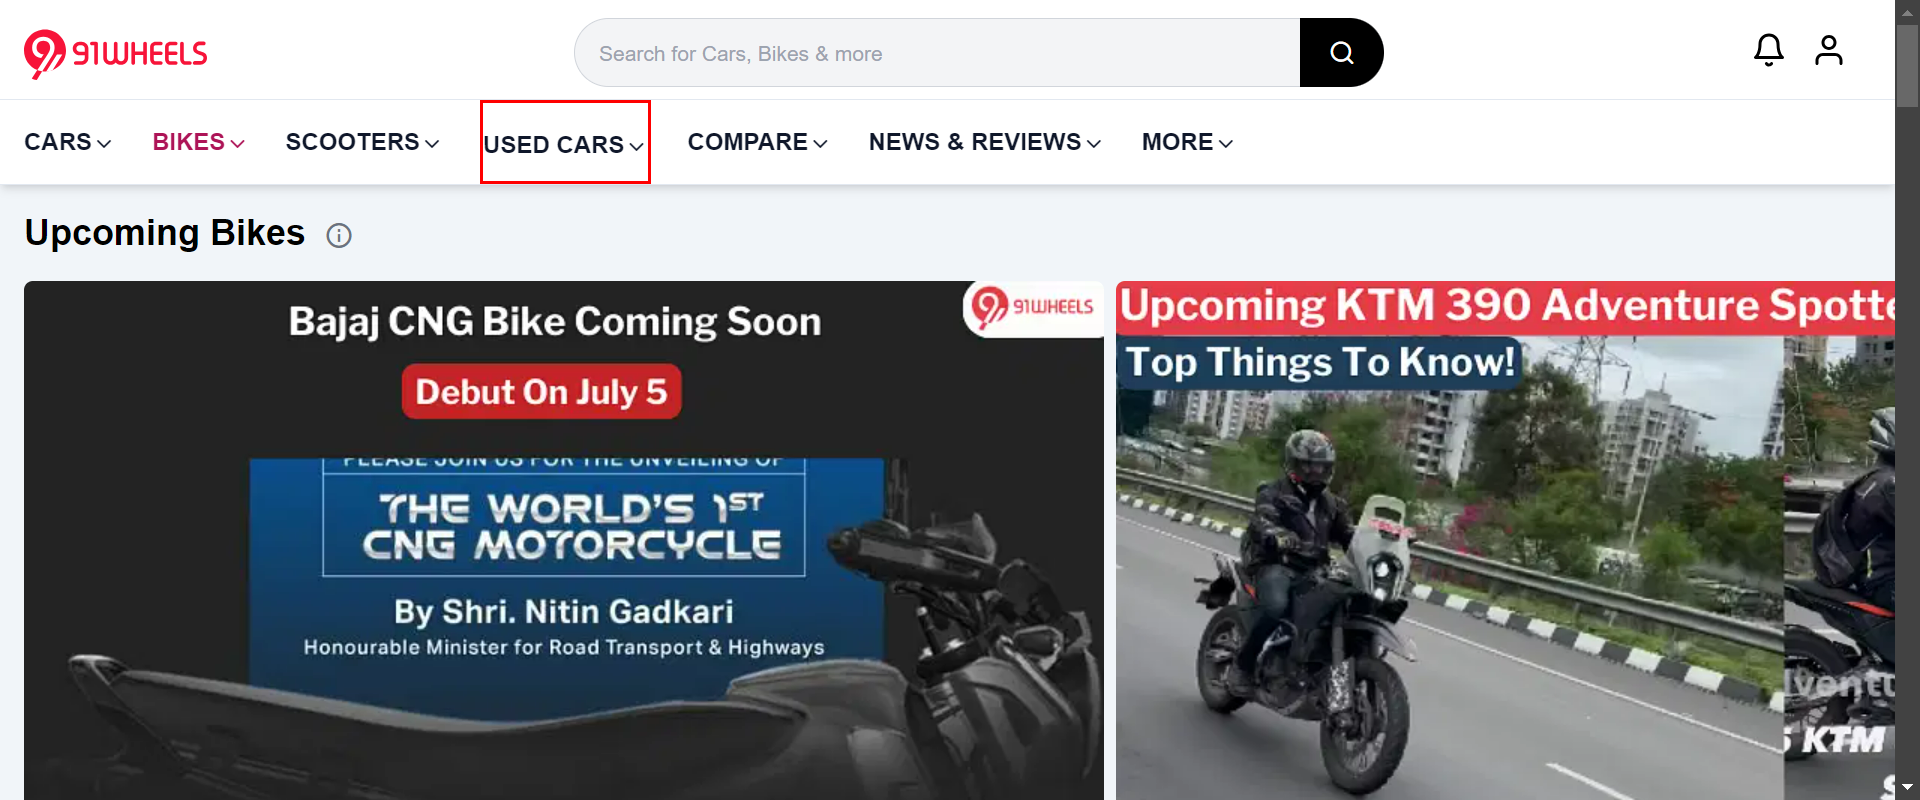 91WHEELS
Search for Cars, Bikes & more
CARS BIKES SCOOTERS USED CARS COMPARE NEWS & REVIEWS MORE
Upcoming Bikes
Bajaj CNG Bike Coming Soon
91WHEELS
Debut On July 5
PLEASE JOIN US FOR THE UNVEILING OF
THE WORLD'S 1ST
CNG MOTORCYCLE
By Shri. Nitin Gadkari
Honourable Minister for Road Transport & Highways
Upcoming KTM 390 Adventure
Top Things To Know!
KTM